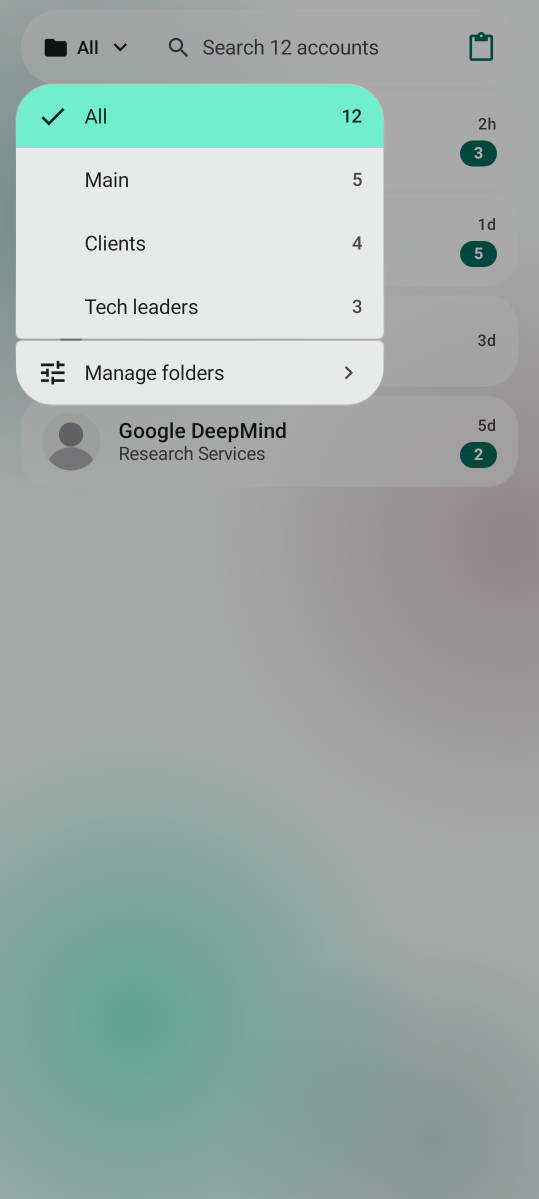 All
Search 12 accounts
All 12
2h
3
Main 5
1d
Clients 4
5
Tech leaders 3
3d
Manage folders
Google DeepMind
5d
Research Services
2